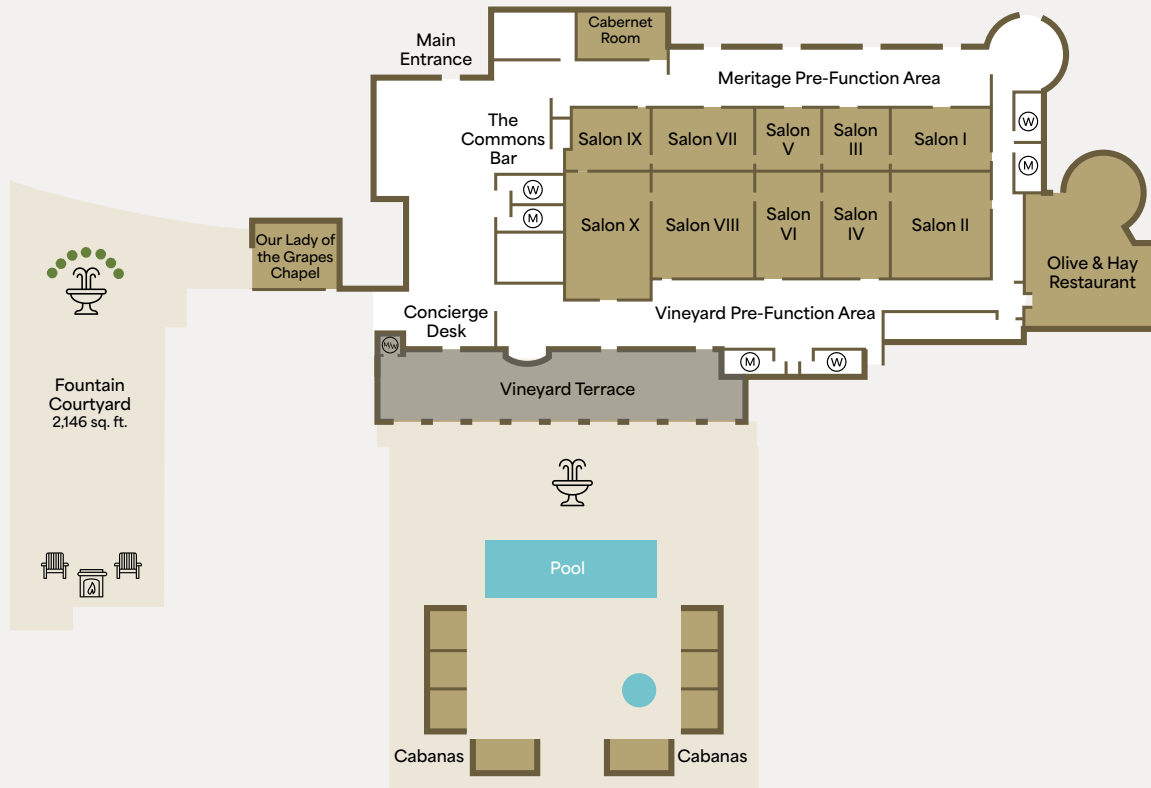 Cabernet
Room
Main
Entrance
Meritage Pre-Function Area
The
Commons
Bar
Salon IX
Salon VII
Salon
V
Salon
III
Salon I
W
M
W
M
Salon X
Salon VIII
Salon
VI
Salon
IV
Salon II
Our Lady of
the Grapes
Chapel
Olive & Hay
Restaurant
Concierge
Desk
Vineyard Pre-Function Area
M/W
M
W
Vineyard Terrace
Fountain
Courtyard
2,146 sq. ft.
Pool
Cabanas
Cabanas